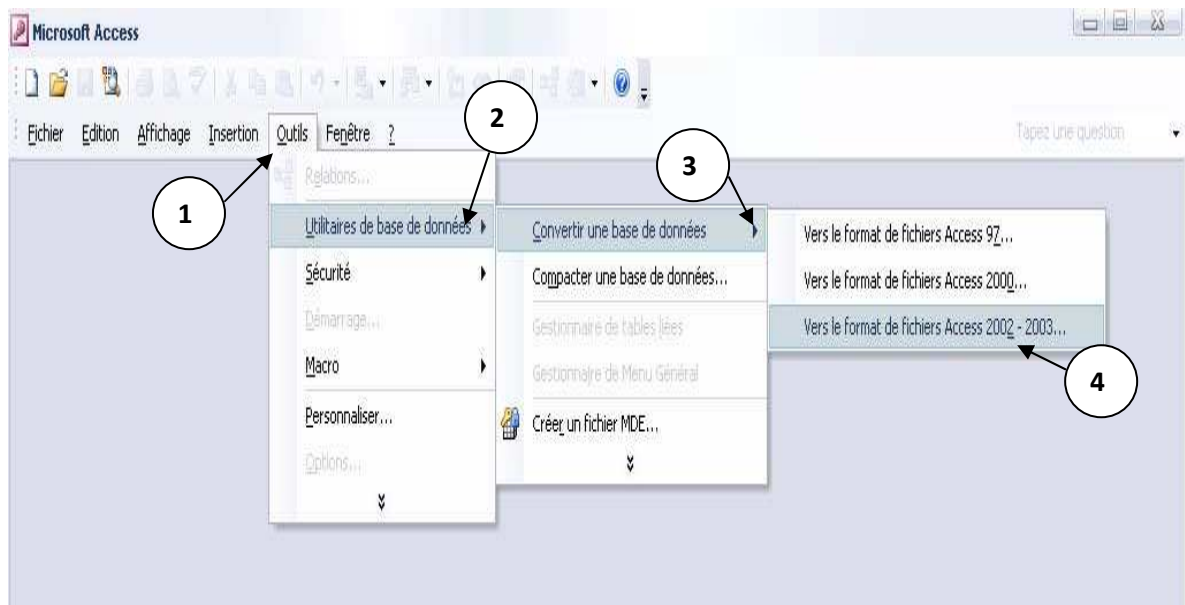 Microsoft Access
Fichier Edition Affichage Insertion Outils Fenêtre ? Tapez une question
1
2
3
4
Relations...
Utilitaires de base de données
Sécurité
Démarrage...
Macro
Personnaliser...
Options...
Convertir une base de données
Compacter une base de données...
Gestionnaire de tables liées
Gestionnaire de Menu Général
Créer un fichier MDE...
Vers le format de fichiers Access 97...
Vers le format de fichiers Access 2000...
Vers le format de fichiers Access 2002 - 2003...